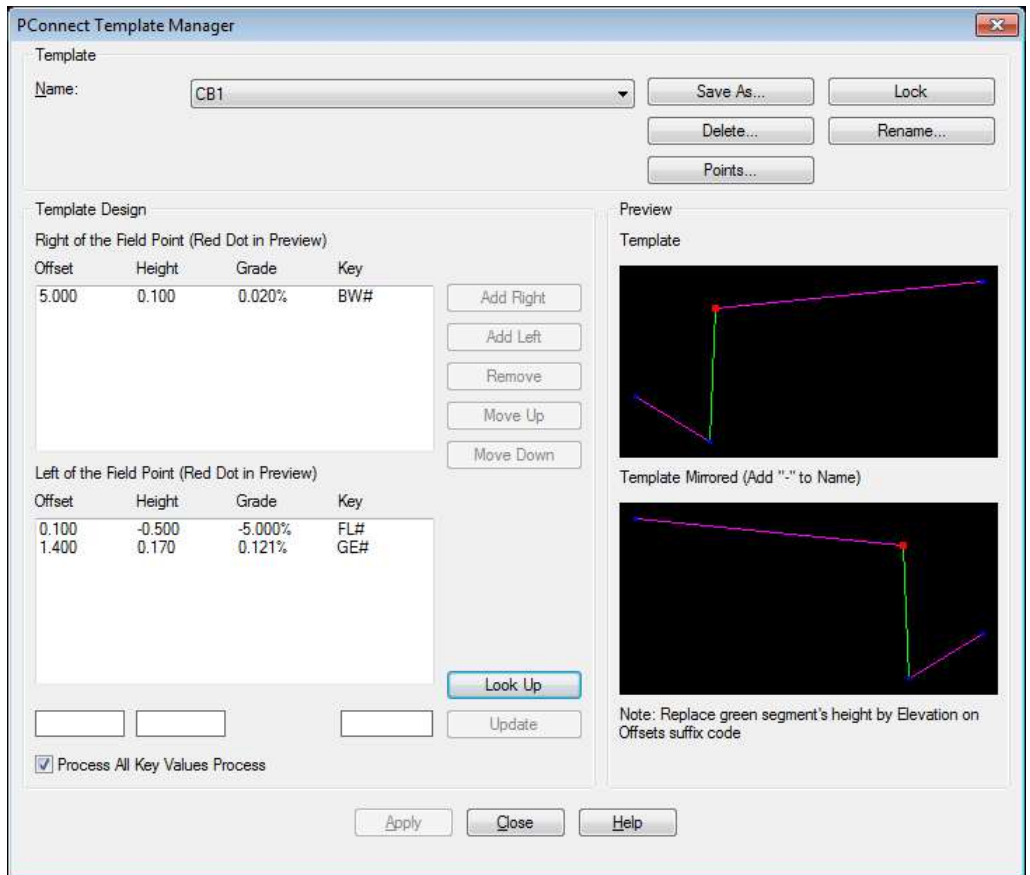 PConnect Template Manager
Template
Name: CB1 Save As... Lock
Delete... Rename...
Points...
Template Design
Right of the Field Point (Red Dot in Preview)
Offset Height Grade Key
5.000 0.100 0.020% BW#
Add Right
Add Left
Remove
Move Up
Move Down
Left of the Field Point (Red Dot in Preview)
Offset Height Grade Key
0.100 -0.500 -5.000% FL#
1.400 0.170 0.121% GE#
Look Up
Update
Process All Key Values Process
Preview
Template
Template Mirrored (Add "-" to Name)
Note: Replace green segment's height by Elevation on
Offsets suffix code
Apply Close Help